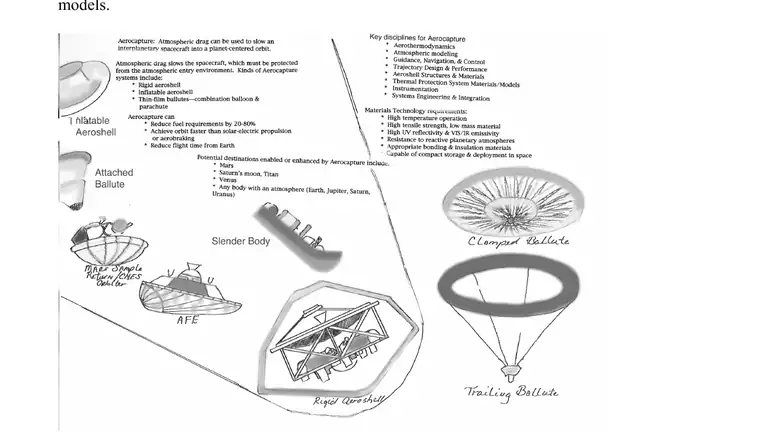 models.
Aerocapture: Atmospheric drag can be used to slow an
interplanetary spacecraft into a planet-centered orbit.
Atmospheric drag slows the spacecraft, which must be protected
from the atmospheric entry environment. Kinds of Aerocapture
systems include:
* Rigid aeroshell
* Inflatable aeroshell
* Thin-film ballutes—combination balloon &
parachute
Aerocapture can
* Reduce fuel requirements by 20-80%
* Achieve orbit faster than solar-electric propulsion
or aerobraking
* Reduce flight time from Earth
Potential destinations enabled or enhanced by Aerocapture include:
* Mars
* Saturn's moon, Titan
* Venus
* Any body with an atmosphere (Earth, Jupiter, Saturn,
Uranus)
Key disciplines for Aerocapture
* Aerothermodynamics
* Atmospheric modeling
* Guidance, Navigation, & Control
* Trajectory Design & Performance
* Aeroshell Structures & Materials
* Thermal Protection System Materials/Models
* Instrumentation
* Systems Engineering & Integration
Materials Technology requirements:
* High temperature operation
* High tensile strength, low mass material
* High UV reflectivity & VIS/IR emissivity
* Resistance to reactive planetary atmospheres
* Appropriate bonding & insulation materials
* Capable of compact storage & deployment in space
Inflatable
Aeroshell
Attached
Ballute
Slender Body
Mars Sample
Return/CNES
Orbiter
AFE
Rigid Aeroshell
Clamped Ballute
Trailing Ballute